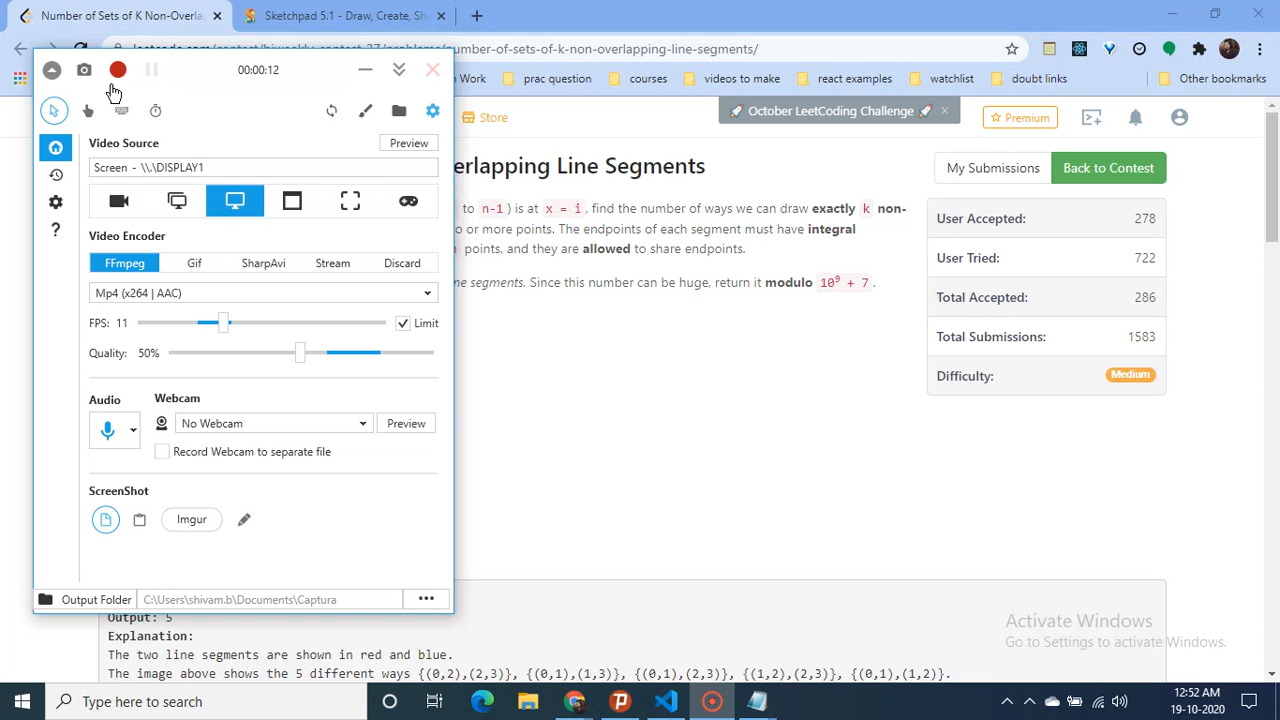 Number of Sets of K Non-Overla
Sketchpad 5.1 - Draw, Create, Sh
leetcode.com/contest/biweekly-contest-37/problems/number-of-sets-of-k-non-overlapping-line-segments/
Work
prac question
courses
videos to make
react examples
watchlist
doubt links
Other bookmarks
00:00:12
Store
October LeetCoding Challenge
Premium
Video Source
Preview
Screen - \\.\DISPLAY1
Video Encoder
FFmpeg
Gif
SharpAvi
Stream
Discard
Mp4 (x264 | AAC)
FPS: 11
Limit
Quality: 50%
Audio
Webcam
No Webcam
Preview
Record Webcam to separate file
ScreenShot
Imgur
Output Folder
C:\Users\shivam.b\Documents\Captura
overlapping Line Segments
My Submissions
Back to Contest
to n-1) is at x = i, find the number of ways we can draw exactly k non-
o or more points. The endpoints of each segment must have integral
points, and they are allowed to share endpoints.
ine segments. Since this number can be huge, return it modulo 10⁹ + 7.
User Accepted: 278
User Tried: 722
Total Accepted: 286
Total Submissions: 1583
Difficulty: Medium
Output: 5
Explanation:
The two line segments are shown in red and blue.
The image above shows the 5 different ways {(0,2),(2,3)}, {(0,1),(1,3)}, {(0,1),(2,3)}, {(1,2),(2,3)}, {(0,1),(1,2)}.
Activate Windows
Go to Settings to activate Windows.
Type here to search
12:52 AM
19-10-2020